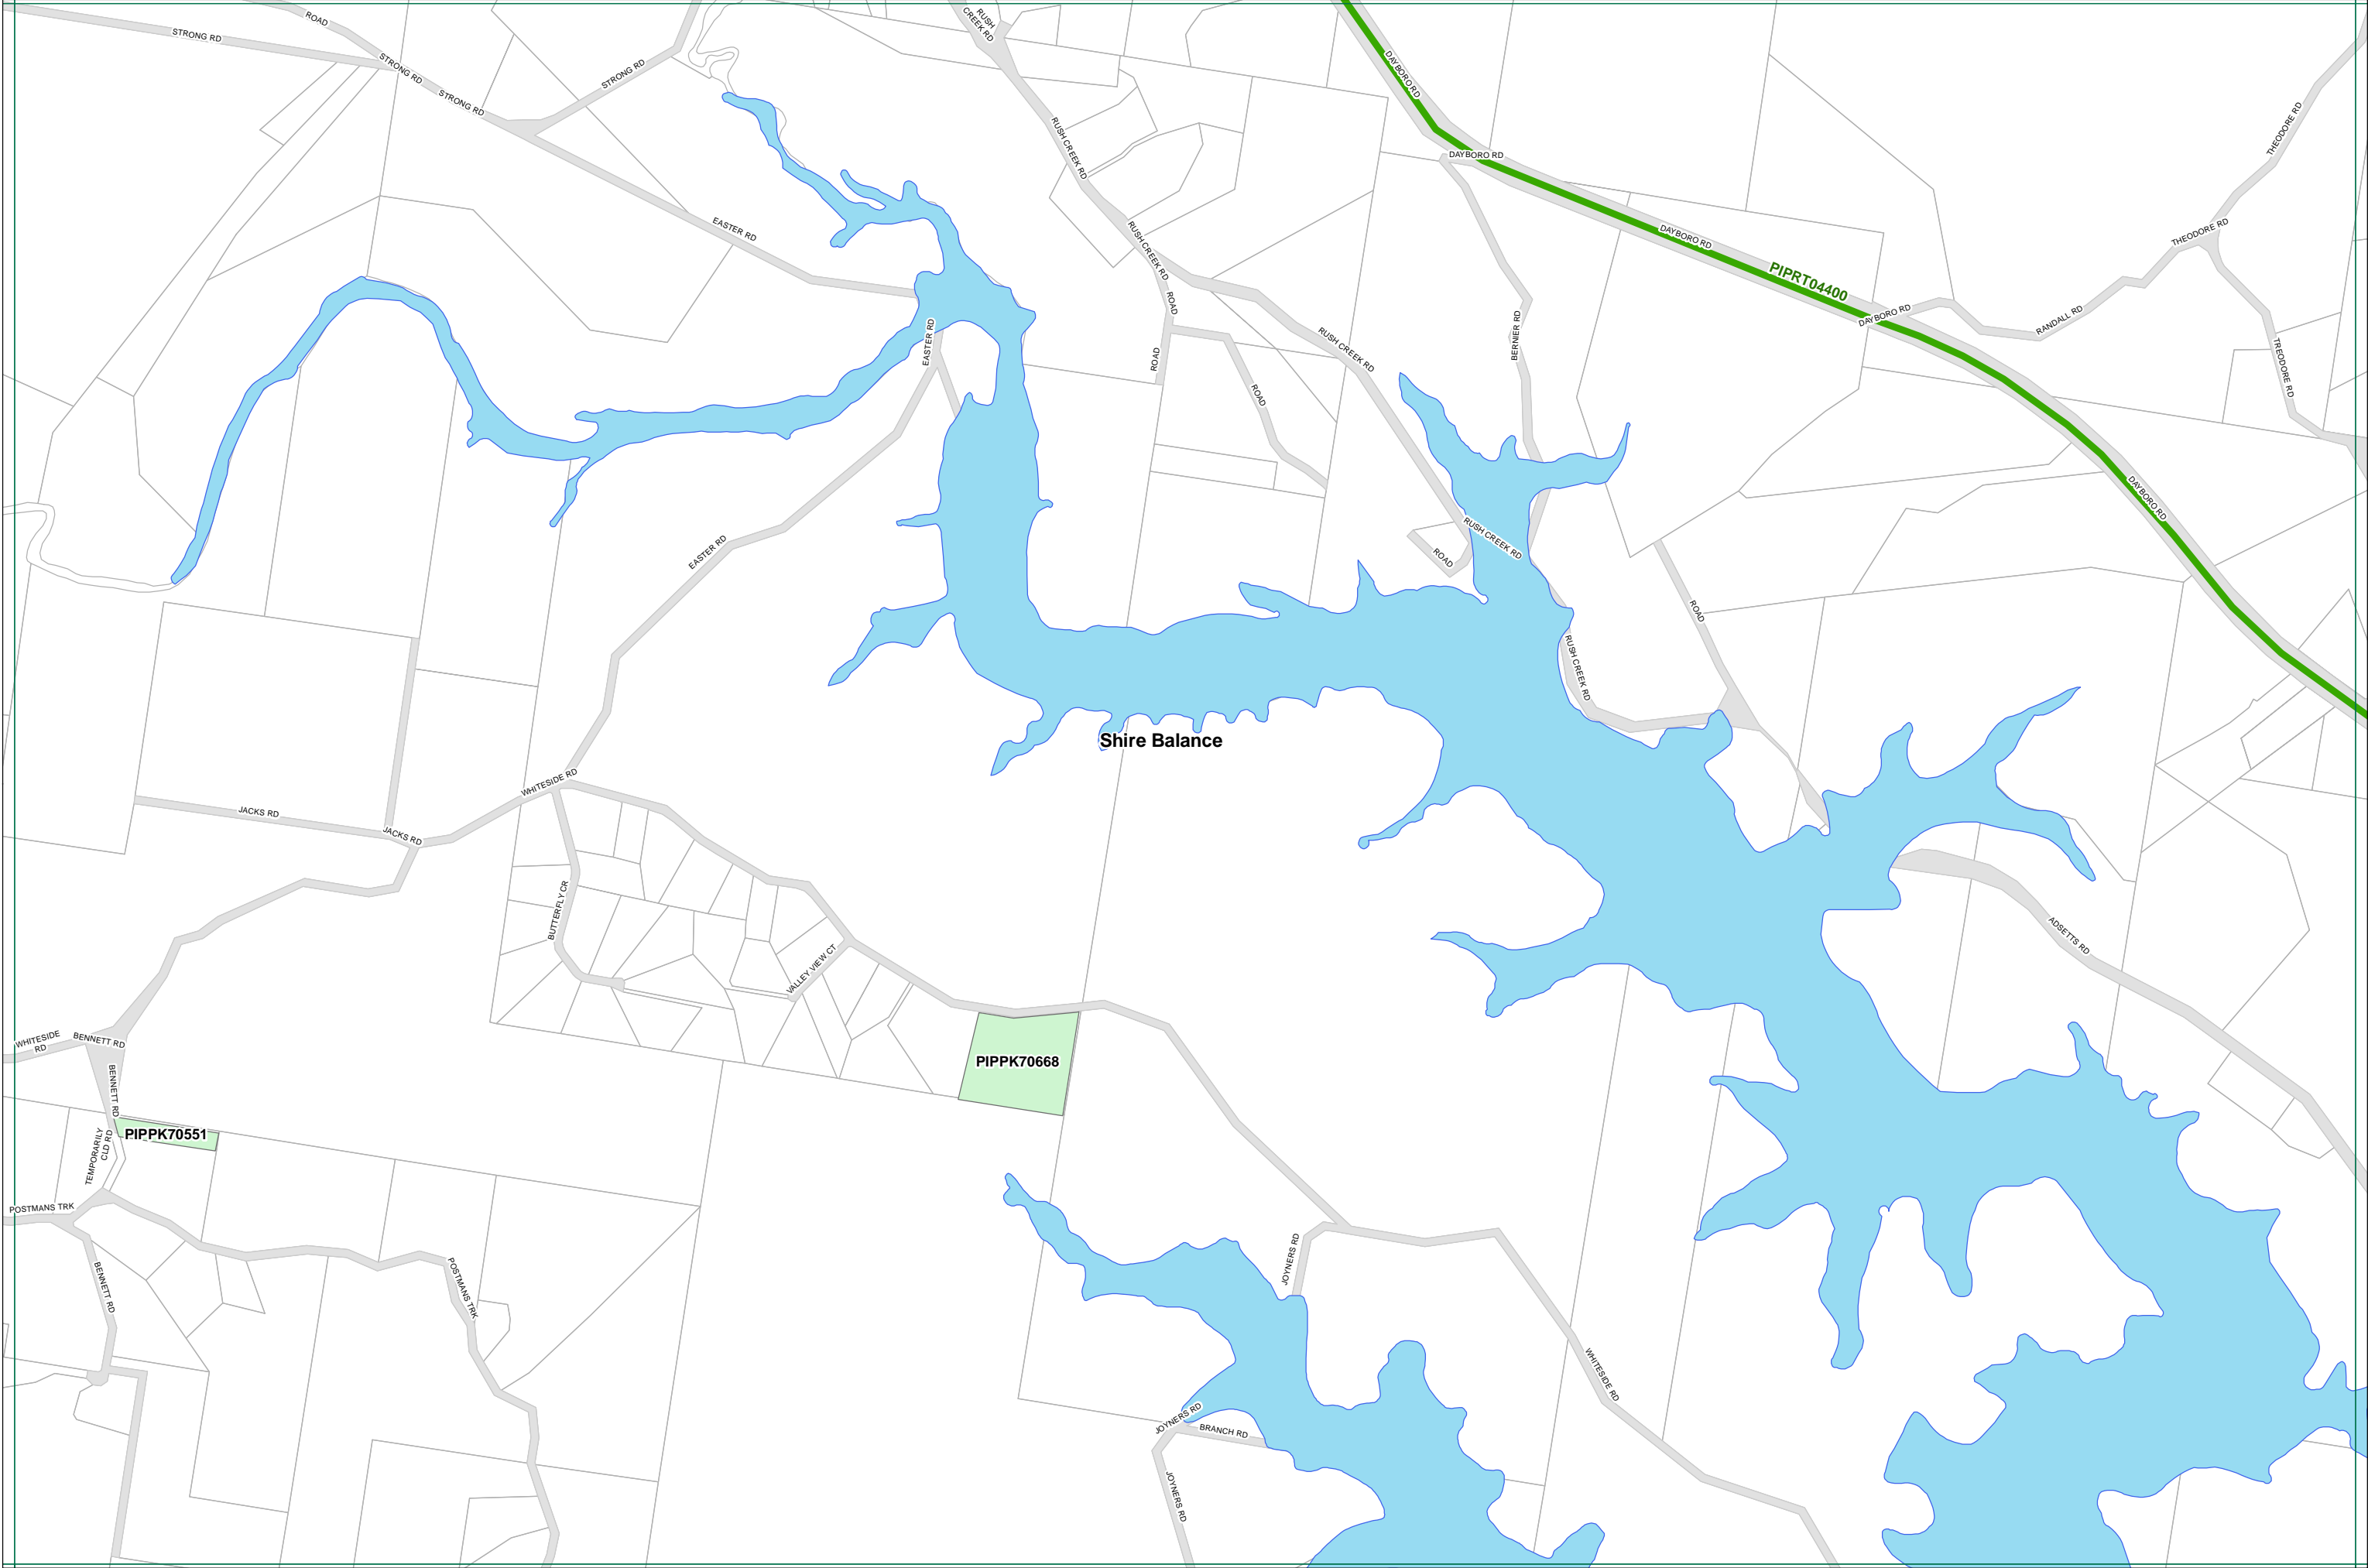 STRONG RD
ROAD
STRONG RD
STRONG RD
STRONG RD
RUSH
CREEK RD
DAYBORO RD
RUSH CREEK RD
DAYBORO RD
THEODORE RD
EASTER RD
RUSH CREEK RD
DAYBORO RD
THEODORE RD
PIPRT04400
ROAD
DAYBORO RD
RANDALL RD
EASTER RD
ROAD
RUSH CREEK RD
BERNIER RD
TREODORE RD
ROAD
DAYBORO RD
EASTER RD
RUSH CREEK RD
ROAD
ROAD
RUSH CREEK RD
Shire Balance
WHITESIDE RD
JACKS RD
JACKS RD
BUTTERFLY CR
VALLEY VIEW CT
ADSETTS RD
WHITESIDE
RD
BENNETT RD
BENNETT RD
PIPPK70668
PIPPK70551
TEMPORARILY
CLD RD
POSTMANS TRK
BENNETT RD
POSTMANS TRK
JOYNERS RD
WHITESIDE RD
JOYNERS RD
BRANCH RD
JOYNERS RD